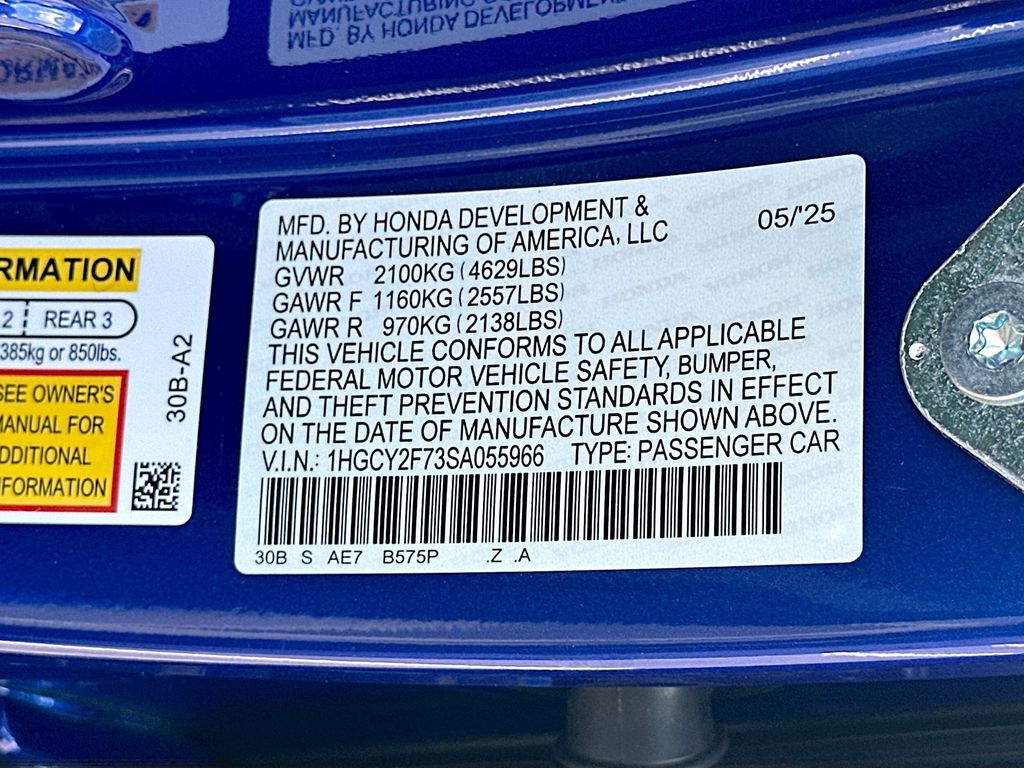 MFD. BY HONDA DEVELOPMENT &
MANUFACTURING OF AMERICA, LLC
05/'25
GVWR 2100KG (4629LBS)
GAWR F 1160KG (2557LBS)
GAWR R 970KG (2138LBS)
THIS VEHICLE CONFORMS TO ALL APPLICABLE
FEDERAL MOTOR VEHICLE SAFETY, BUMPER,
AND THEFT PREVENTION STANDARDS IN EFFECT
ON THE DATE OF MANUFACTURE SHOWN ABOVE.
V.I.N.: 1HGCY2F73SA055966 TYPE: PASSENGER CAR
30B S AE7 B575P .Z .A
RMATION
2 REAR 3
385kg or 850lbs.
SEE OWNER'S
MANUAL FOR
DDITIONAL
NFORMATION
30B-A2
MANUFACTURING
MFD. BY HONDA DEVELOPMENT